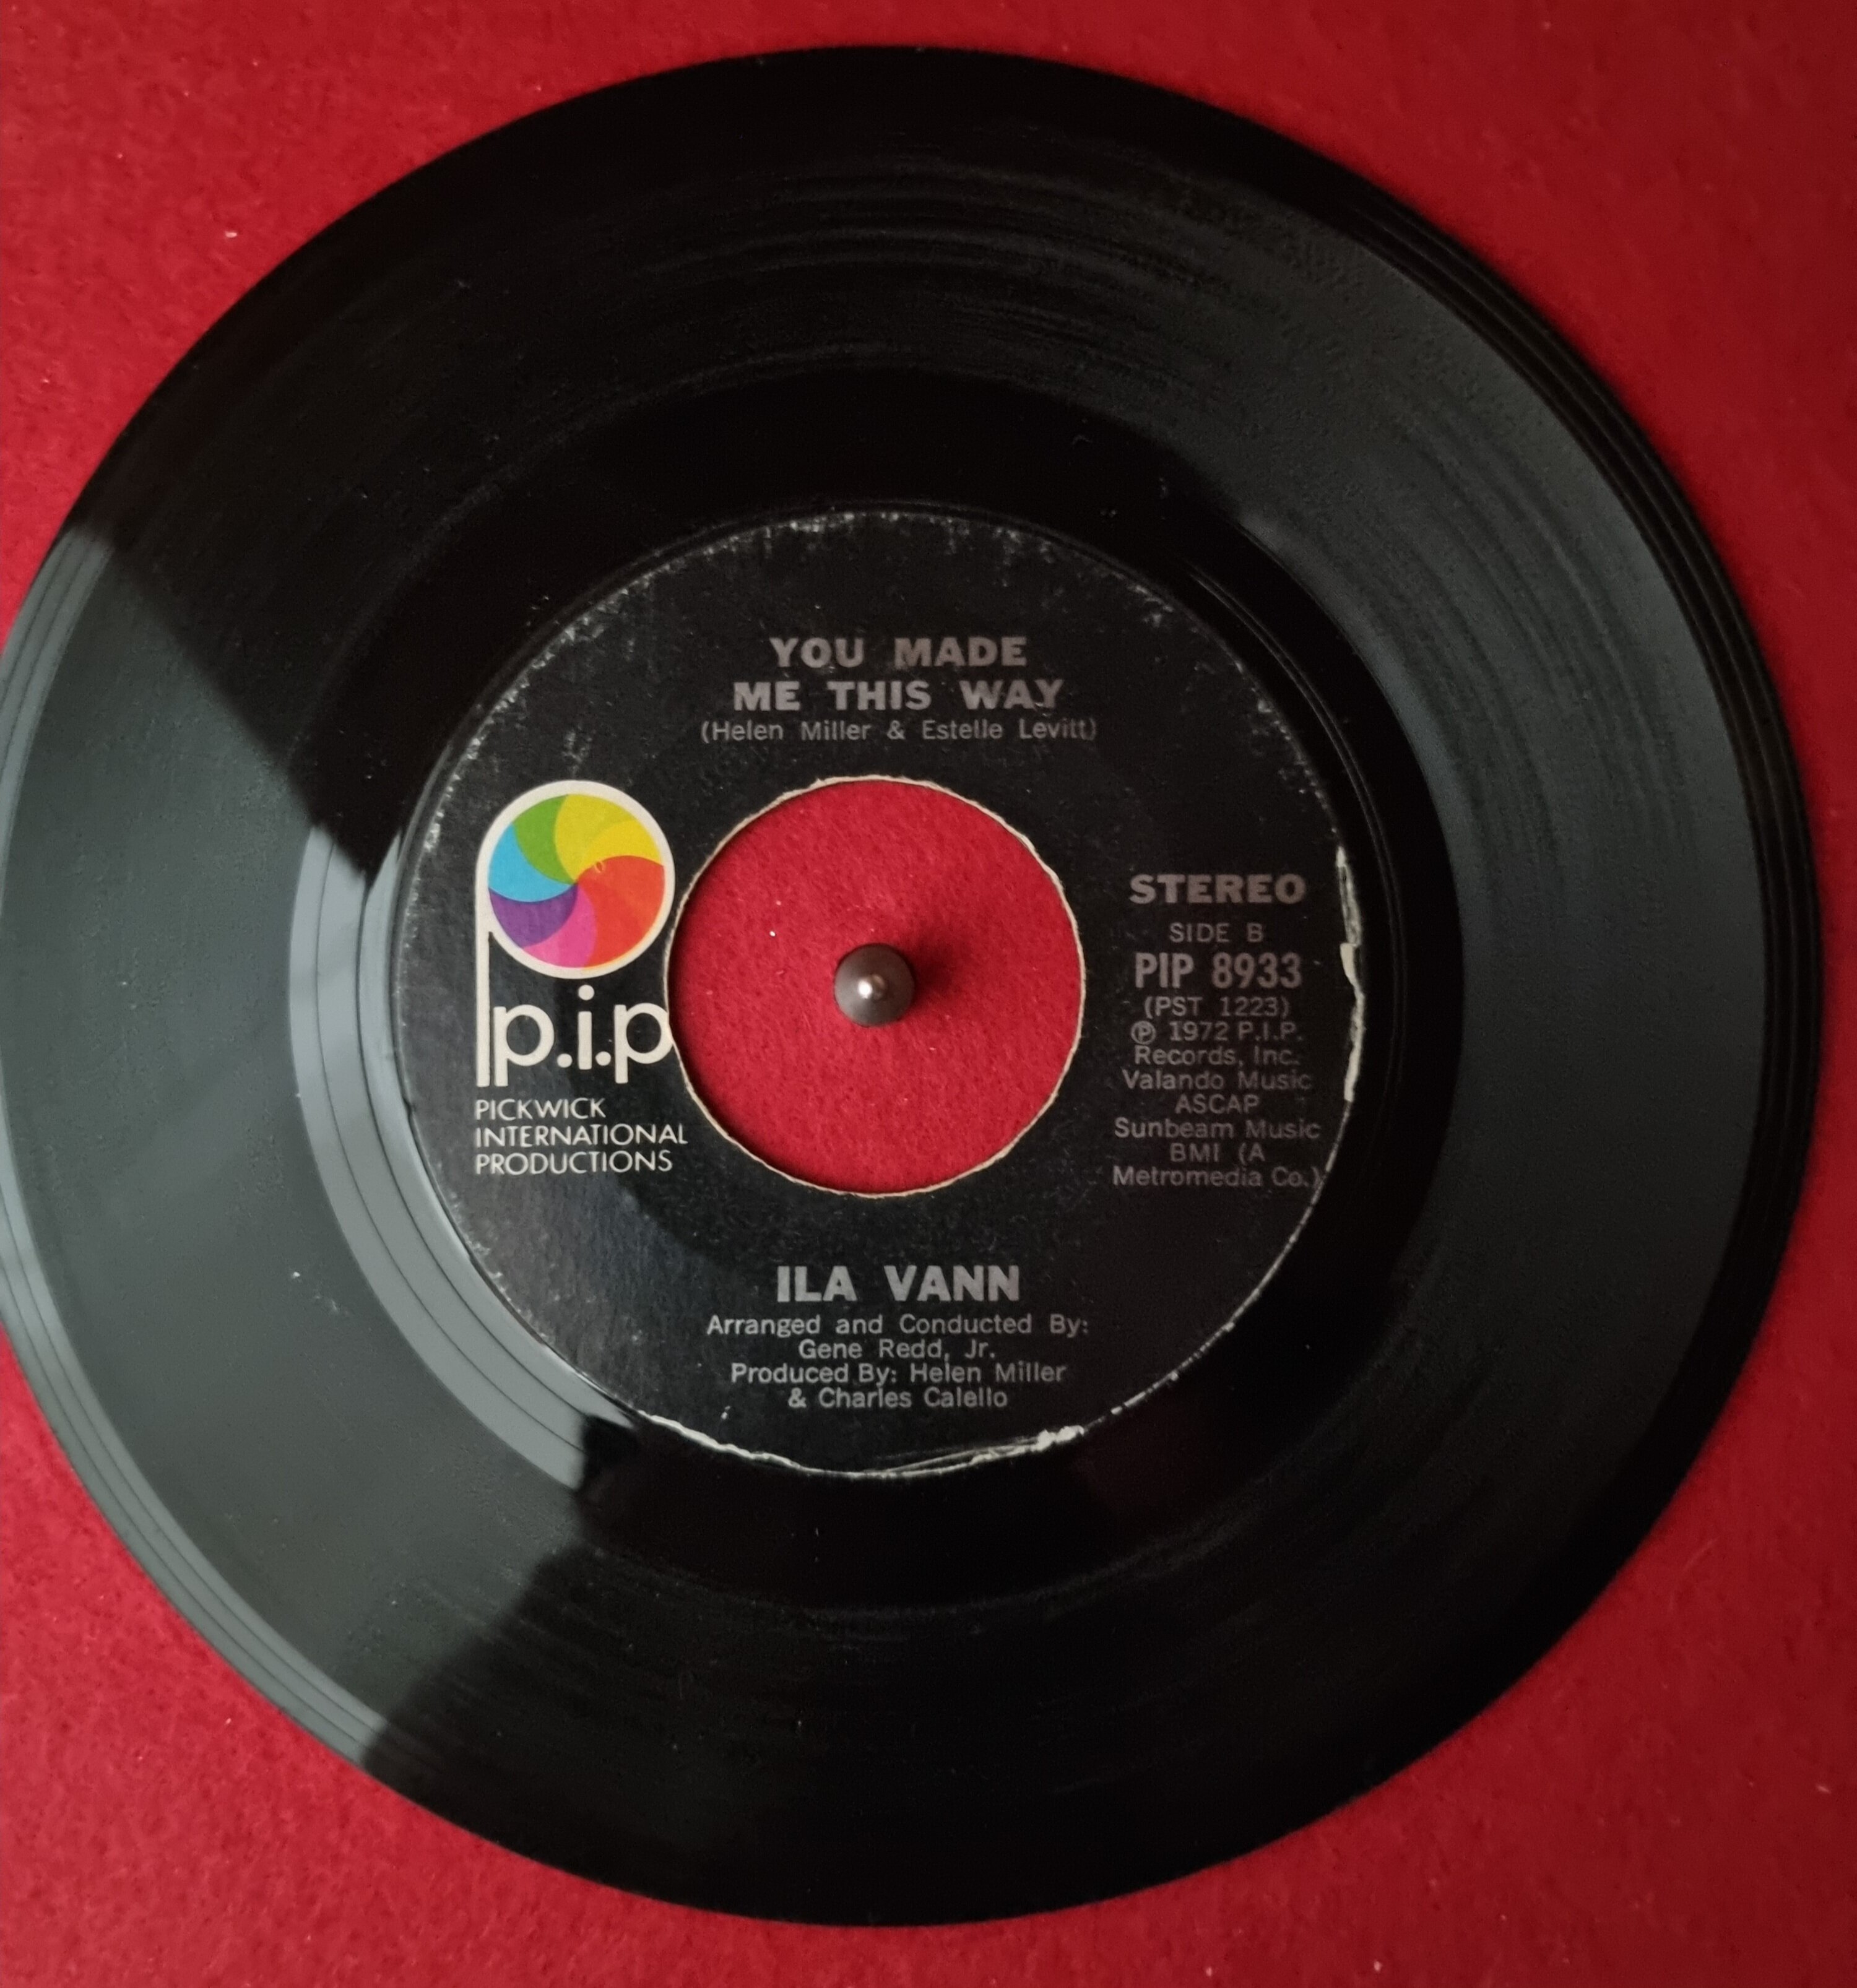 YOU MADE
ME THIS WAY
(Helen Miller & Estelle Levitt)
p.i.p
PICKWICK
INTERNATIONAL
PRODUCTIONS
STEREO
SIDE B
PIP 8933
(PST 1223)
℗ 1972 P.I.P.
Records, Inc.
Valando Music
ASCAP
Sunbeam Music
BMI (A
Metromedia Co.)
ILA VANN
Arranged and Conducted By:
Gene Redd, Jr.
Produced By: Helen Miller
& Charles Calello